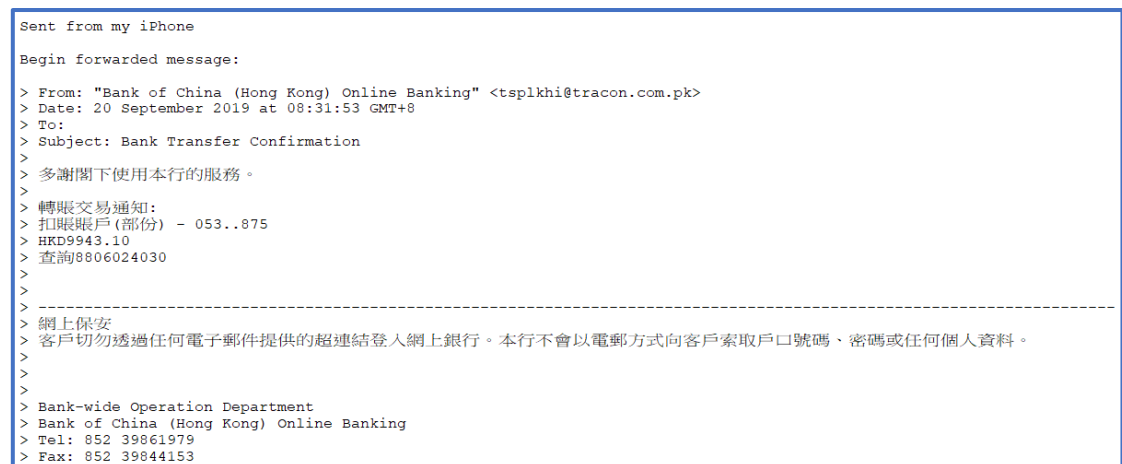 Sent from my iPhone
Begin forwarded message:
> From: "Bank of China (Hong Kong) Online Banking" <tsplkhi@tracon.com.pk>
> Date: 20 September 2019 at 08:31:53 GMT+8
> To:
> Subject: Bank Transfer Confirmation
>
> 多謝閣下使用本行的服務。
>
> 轉賬交易通知:
> 扣賬賬戶(部份) - 053..875
> HKD9943.10
> 查詢8806024030
>
>
> ----------------------------------------------------------------------------------------------------------------------
> 網上保安
> 客戶切勿透過任何電子郵件提供的超連結登入網上銀行。本行不會以電郵方式向客戶索取戶口號碼、密碼或任何個人資料。
>
>
> Bank-wide Operation Department
> Bank of China (Hong Kong) Online Banking
> Tel: 852 39861979
> Fax: 852 39844153